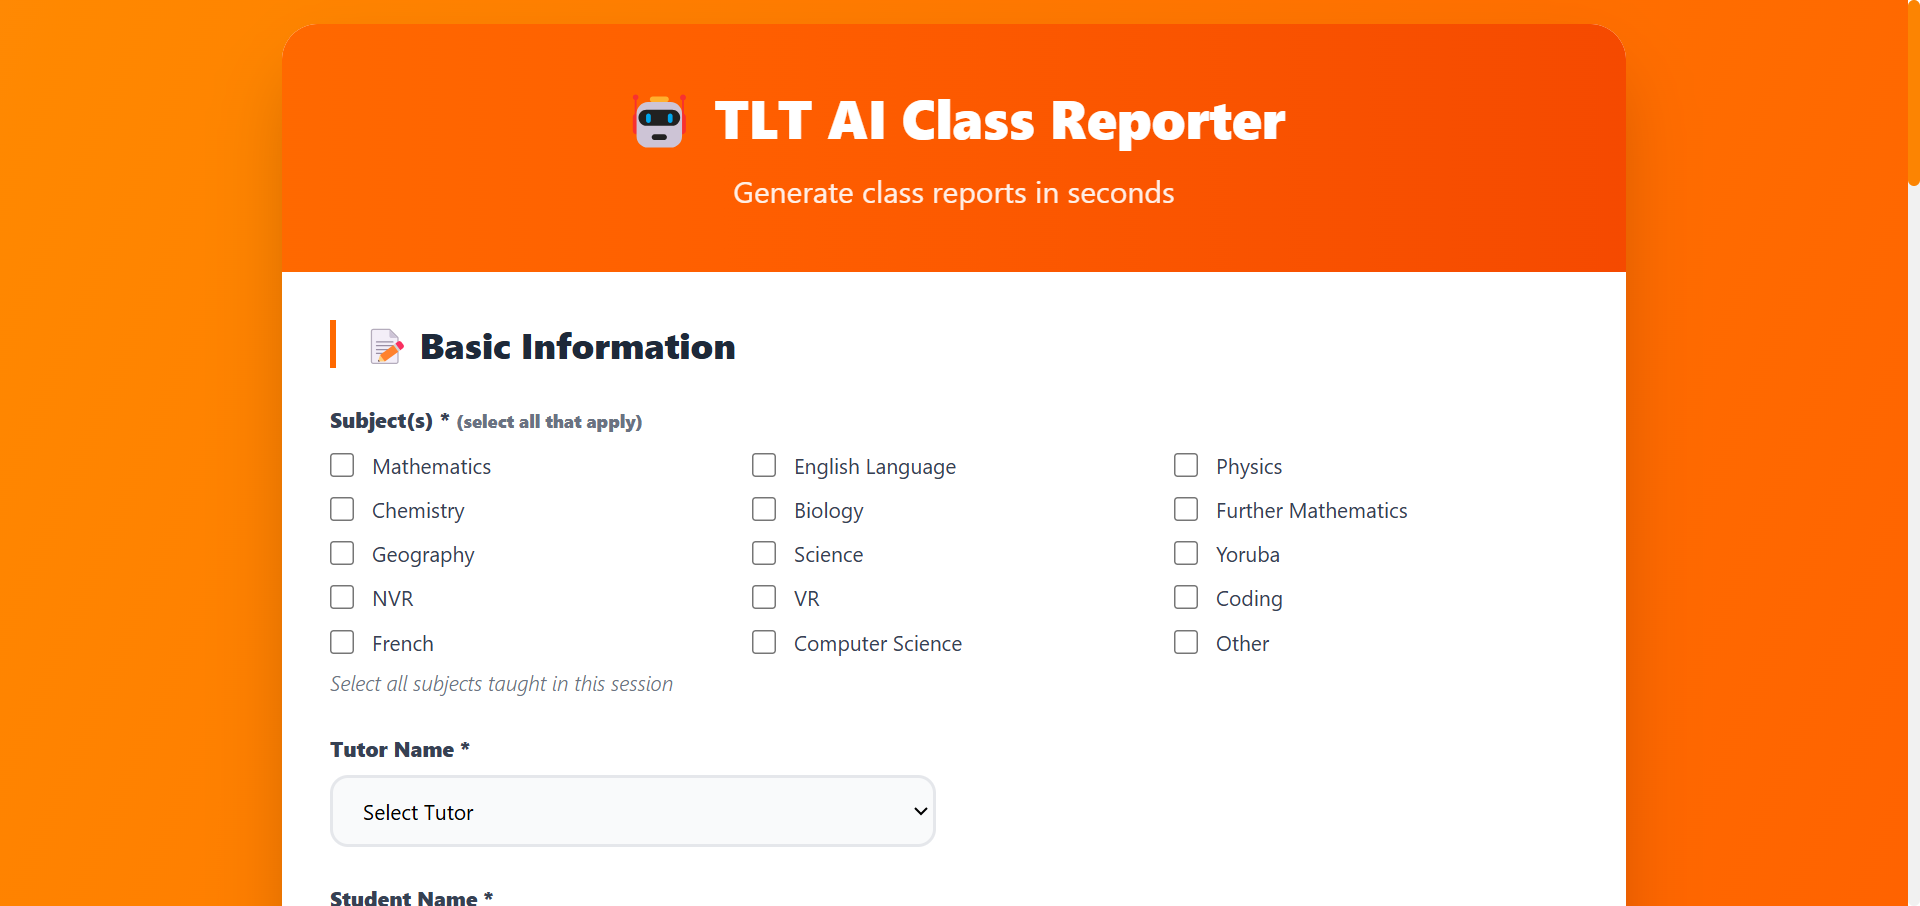 TLT AI Class Reporter
Generate class reports in seconds
Basic Information
Subject(s) * (select all that apply)
Mathematics English Language Physics
Chemistry Biology Further Mathematics
Geography Science Yoruba
NVR VR Coding
French Computer Science Other
Select all subjects taught in this session
Tutor Name *
Select Tutor
Student Name *